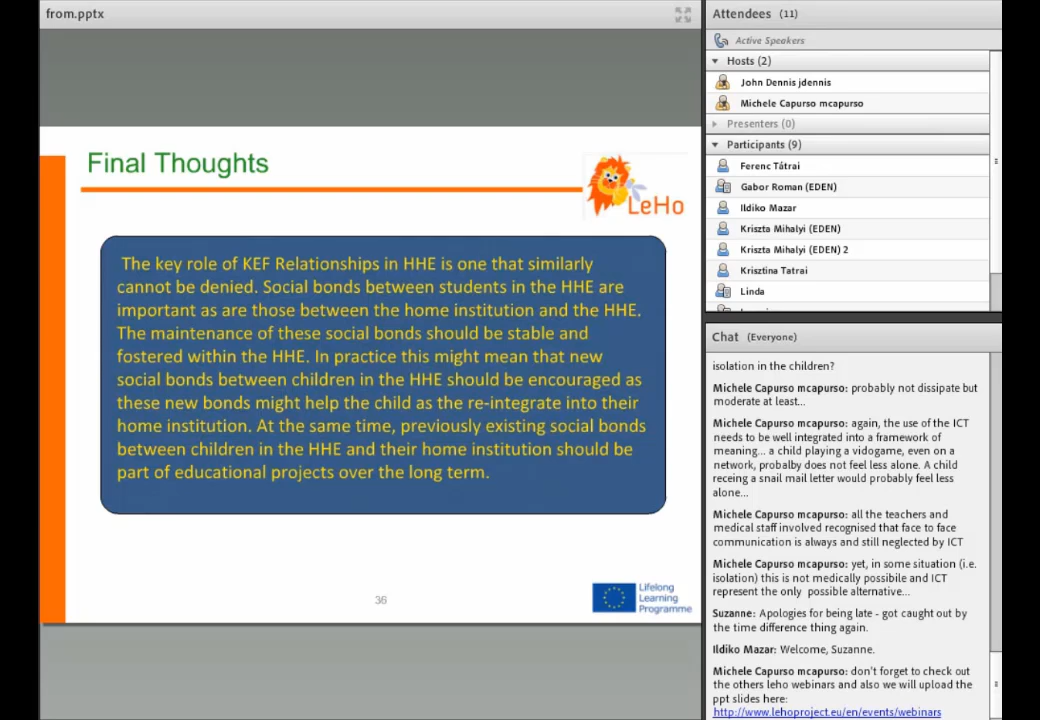 from.pptx
Final Thoughts
LeHo
The key role of KEF Relationships in HHE is one that similarly
cannot be denied. Social bonds between students in the HHE are
important as are those between the home institution and the HHE.
The maintenance of these social bonds should be stable and
fostered within the HHE. In practice this might mean that new
social bonds between children in the HHE should be encouraged as
these new bonds might help the child as the re-integrate into their
home institution. At the same time, previously existing social bonds
between children in the HHE and their home institution should be
part of educational projects over the long term.
36
Lifelong
Learning
Programme
Attendees (11)
Active Speakers
Hosts (2)
John Dennis jdennis
Michele Capurso mcapurso
Presenters (0)
Participants (9)
Ferenc Tátrai
Gabor Roman (EDEN)
Ildiko Mazar
Kriszta Mihalyi (EDEN)
Kriszta Mihalyi (EDEN) 2
Krisztina Tatrai
Linda
Chat (Everyone)
isolation in the children?
Michele Capurso mcapurso: probably not dissipate but
moderate at least...
Michele Capurso mcapurso: again, the use of the ICT
needs to be well integrated into a framework of
meaning... a child playing a vidogame, even on a
network, probalby does not feel less alone. A child
receing a snail mail letter would probably feel less
alone...
Michele Capurso mcapurso: all the teachers and
medical staff involved recognised that face to face
communication is always and still neglected by ICT
Michele Capurso mcapurso: yet, in some situation (i.e.
isolation) this is not medically possibile and ICT
represent the only possible alternative...
Suzanne: Apologies for being late - got caught out by
the time difference thing again.
Ildiko Mazar: Welcome, Suzanne.
Michele Capurso mcapurso: don't forget to check out
the others leho webinars and also we will upload the
ppt slides here:
http://www.lehoproject.eu/en/events/webinars